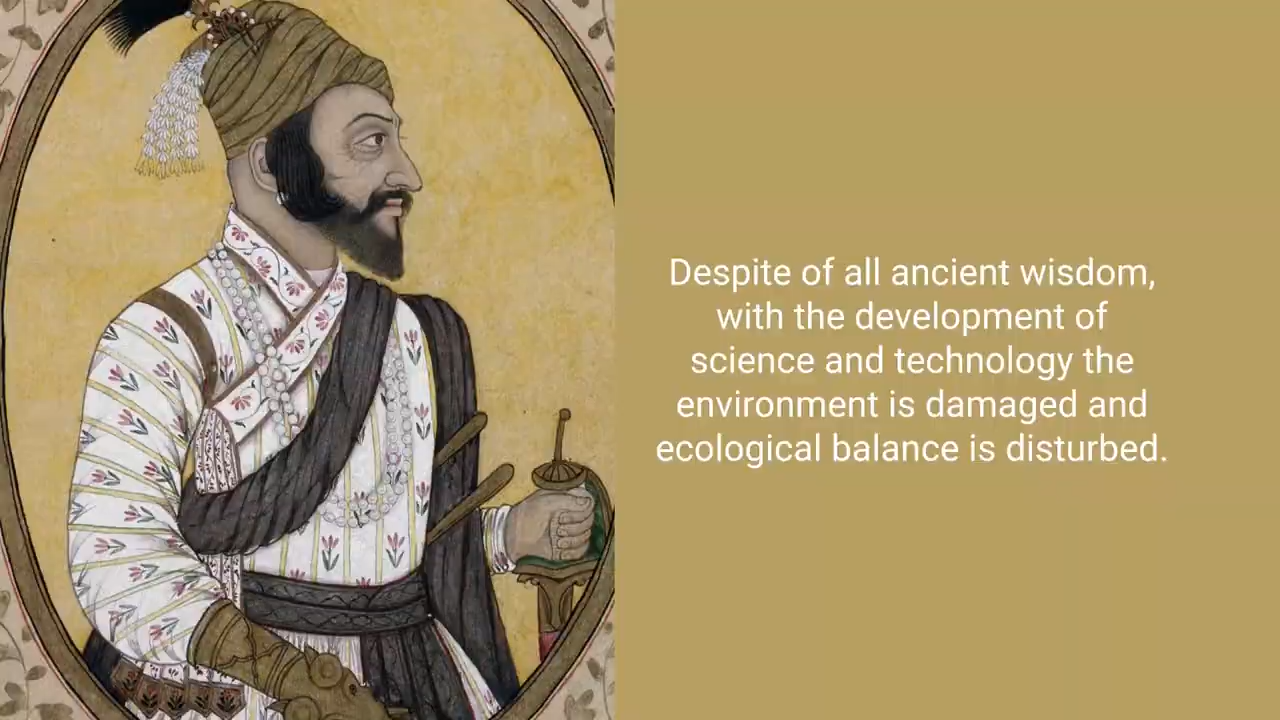 Despite of all ancient wisdom,
with the development of
science and technology the
environment is damaged and
ecological balance is disturbed.